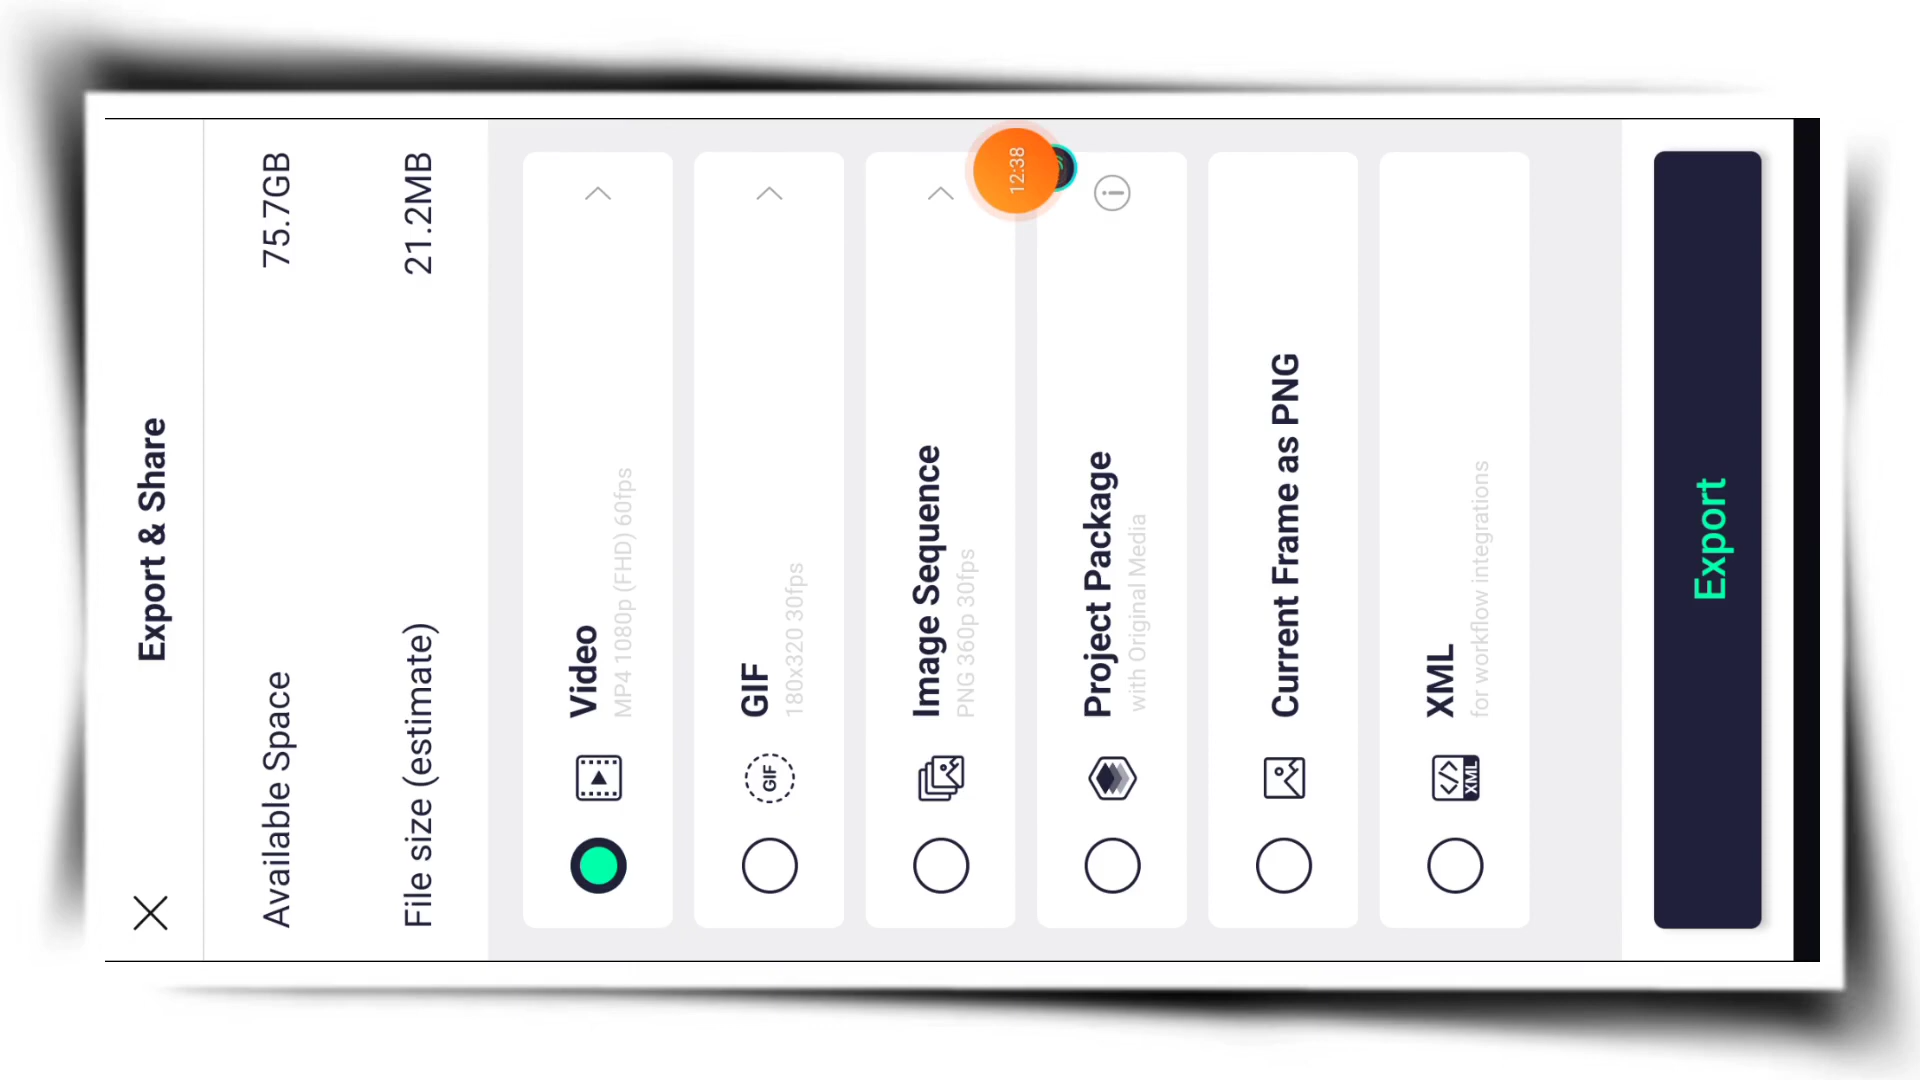 Export & Share
Available Space 75.7GB
File size (estimate) 21.2MB
Video
MP4 1080p (FHD) 60fps
GIF
GIF
180x320 30fps
12:38
Image Sequence
PNG 360p 30fps
Project Package
with Original Media
Current Frame as PNG
XML
XML
for workflow integrations
Export